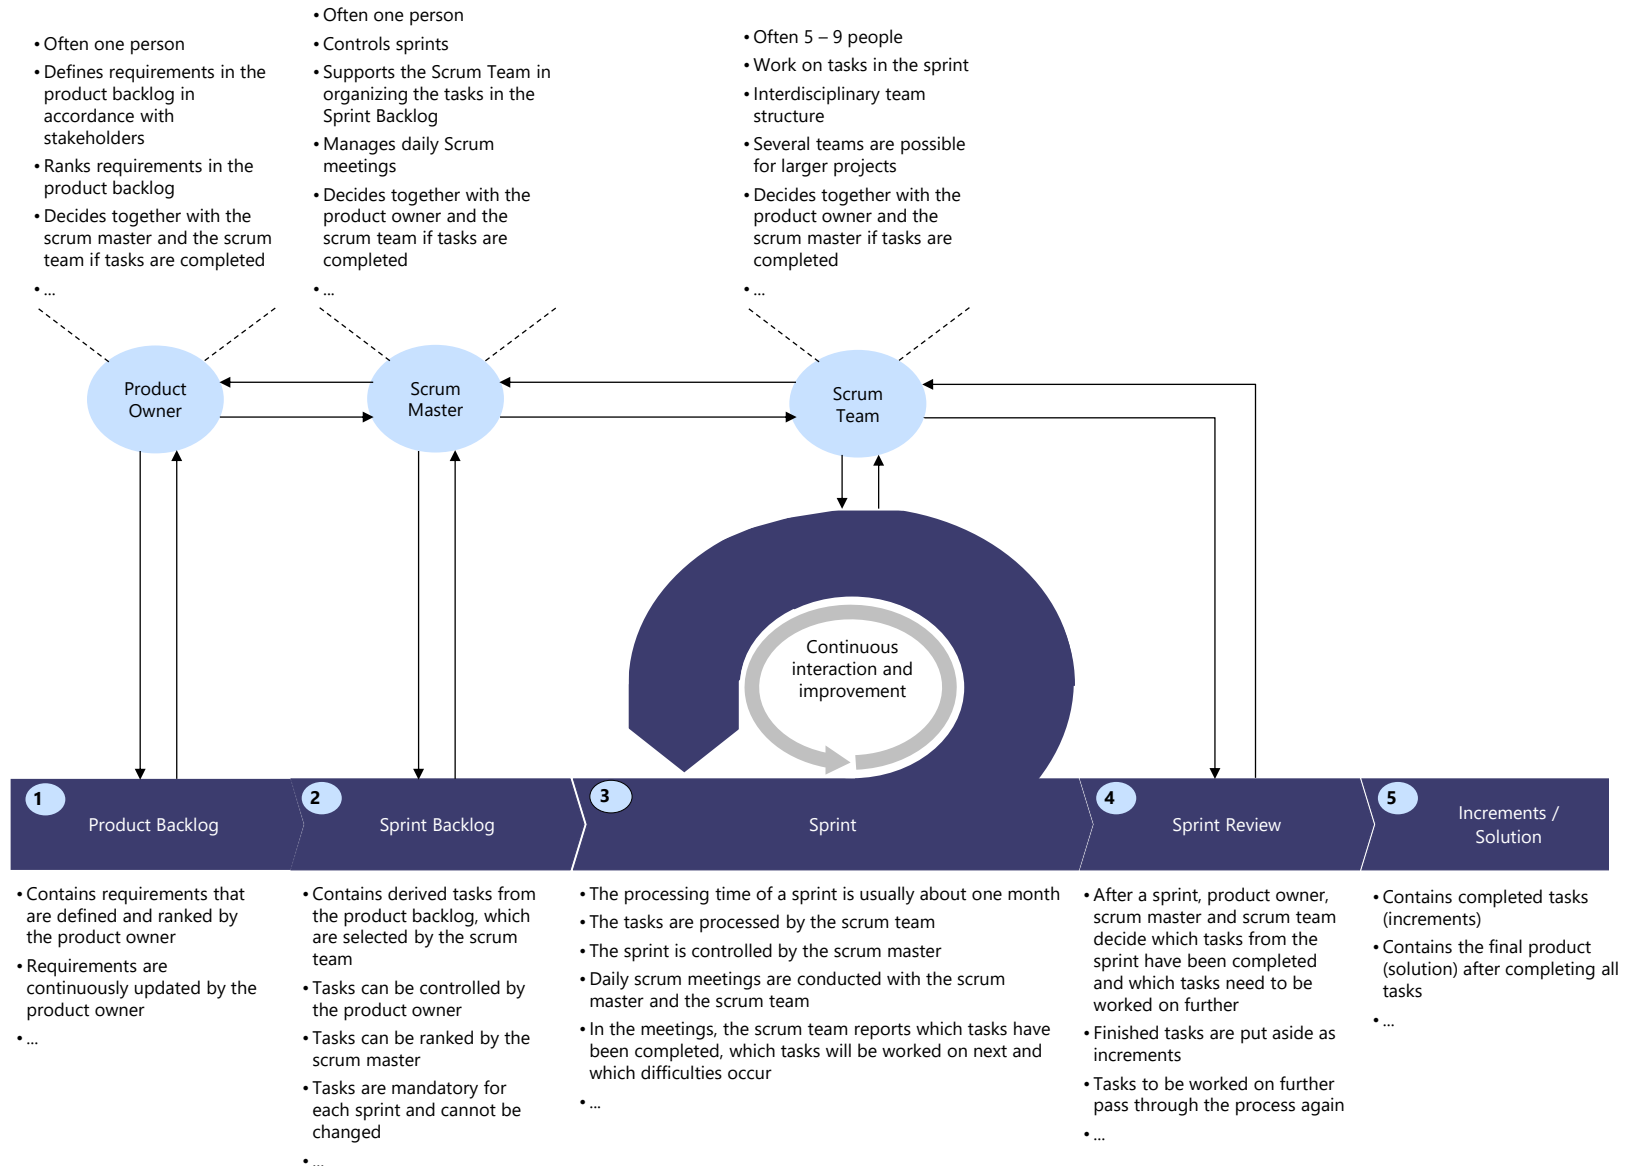 • Often one person
• Defines requirements in the
product backlog in
accordance with
stakeholders
• Ranks requirements in the
product backlog
• Decides together with the
scrum master and the scrum
team if tasks are completed
• ...
• Often one person
• Controls sprints
• Supports the Scrum Team in
organizing the tasks in the
Sprint Backlog
• Manages daily Scrum
meetings
• Decides together with the
product owner and the
scrum team if tasks are
completed
• ...
• Often 5 – 9 people
• Work on tasks in the sprint
• Interdisciplinary team
structure
• Several teams are possible
for larger projects
• Decides together with the
product owner and the
scrum master if tasks are
completed
• ...
Product
Owner
Scrum
Master
Scrum
Team
Continuous
interaction and
improvement
1
Product Backlog
2
Sprint Backlog
3
Sprint
4
Sprint Review
5
Increments /
Solution
• Contains requirements that
are defined and ranked by
the product owner
• Requirements are
continuously updated by the
product owner
• ...
• Contains derived tasks from
the product backlog, which
are selected by the scrum
team
• Tasks can be controlled by
the product owner
• Tasks can be ranked by the
scrum master
• Tasks are mandatory for
each sprint and cannot be
changed
• ...
• The processing time of a sprint is usually about one month
• The tasks are processed by the scrum team
• The sprint is controlled by the scrum master
• Daily scrum meetings are conducted with the scrum
master and the scrum team
• In the meetings, the scrum team reports which tasks have
been completed, which tasks will be worked on next and
which difficulties occur
• ...
• After a sprint, product owner,
scrum master and scrum team
decide which tasks from the
sprint have been completed
and which tasks need to be
worked on further
• Finished tasks are put aside as
increments
• Tasks to be worked on further
pass through the process again
• ...
• Contains completed tasks
(increments)
• Contains the final product
(solution) after completing all
tasks
• ...